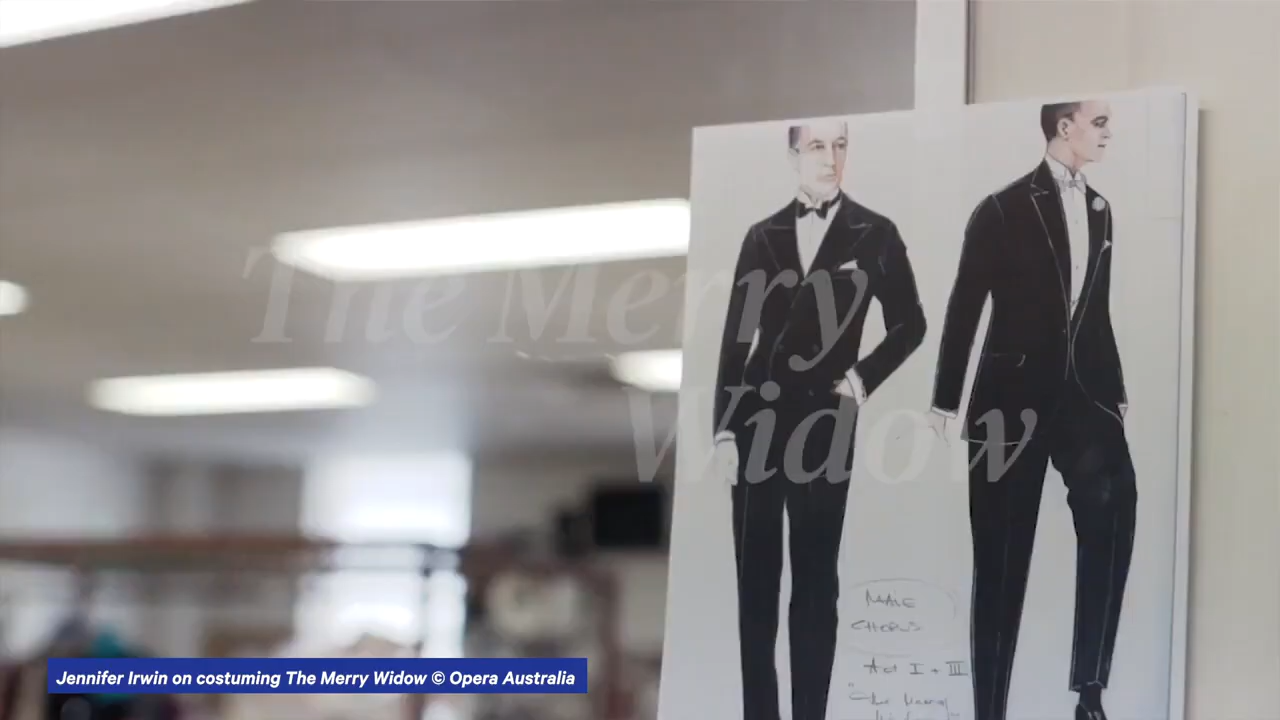 The Merry
Widow
MALE
CHORUS
Act I + III
Jennifer Irwin on costuming The Merry Widow © Opera Australia